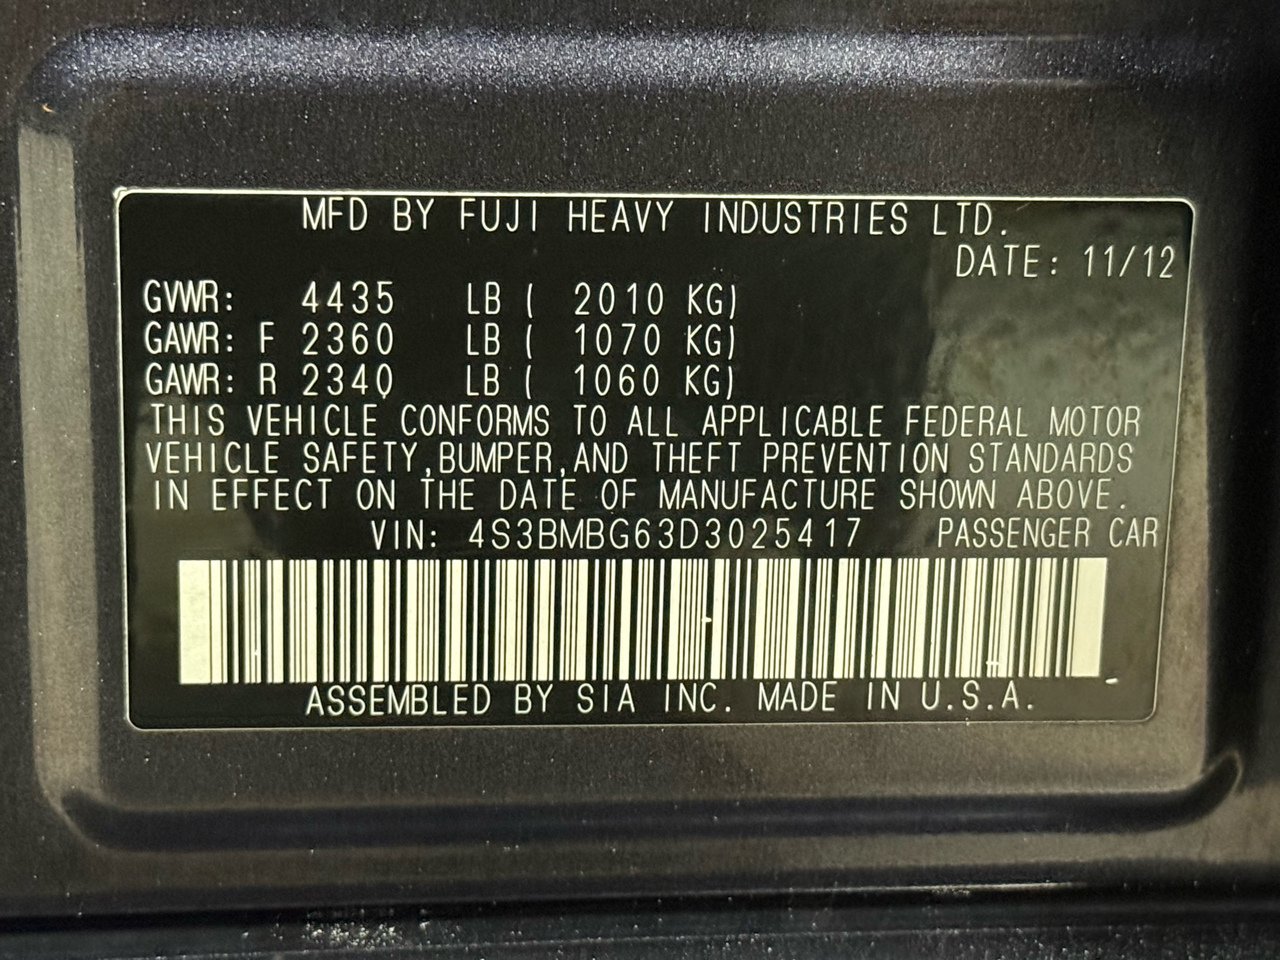 MFD BY FUJI HEAVY INDUSTRIES LTD.
DATE: 11/12
GVWR: 4435 LB ( 2010 KG)
GAWR: F 2360 LB ( 1070 KG)
GAWR: R 2340 LB ( 1060 KG)
THIS VEHICLE CONFORMS TO ALL APPLICABLE FEDERAL MOTOR
VEHICLE SAFETY,BUMPER,AND THEFT PREVENTION STANDARDS
IN EFFECT ON THE DATE OF MANUFACTURE SHOWN ABOVE.
VIN: 4S3BMBG63D3025417 PASSENGER CAR
ASSEMBLED BY SIA INC. MADE IN U.S.A.